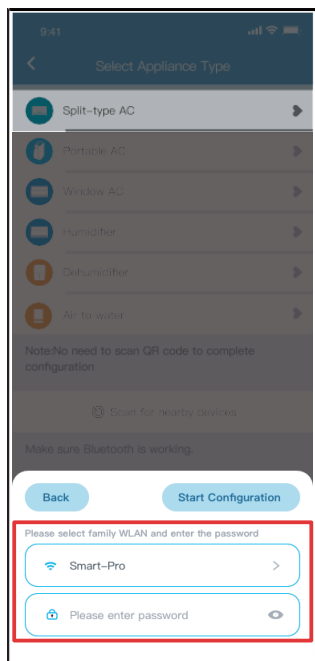 9:41
Select Appliance Type
Split-type AC
Portable AC
Window AC
Humidifier
Dehumidifier
Air to water
Note:No need to scan QR code to complete
configuration
Scan for nearby devices
Make sure Bluetooth is working.
Back
Start Configuration
Please select family WLAN and enter the password
Smart-Pro
Please enter password